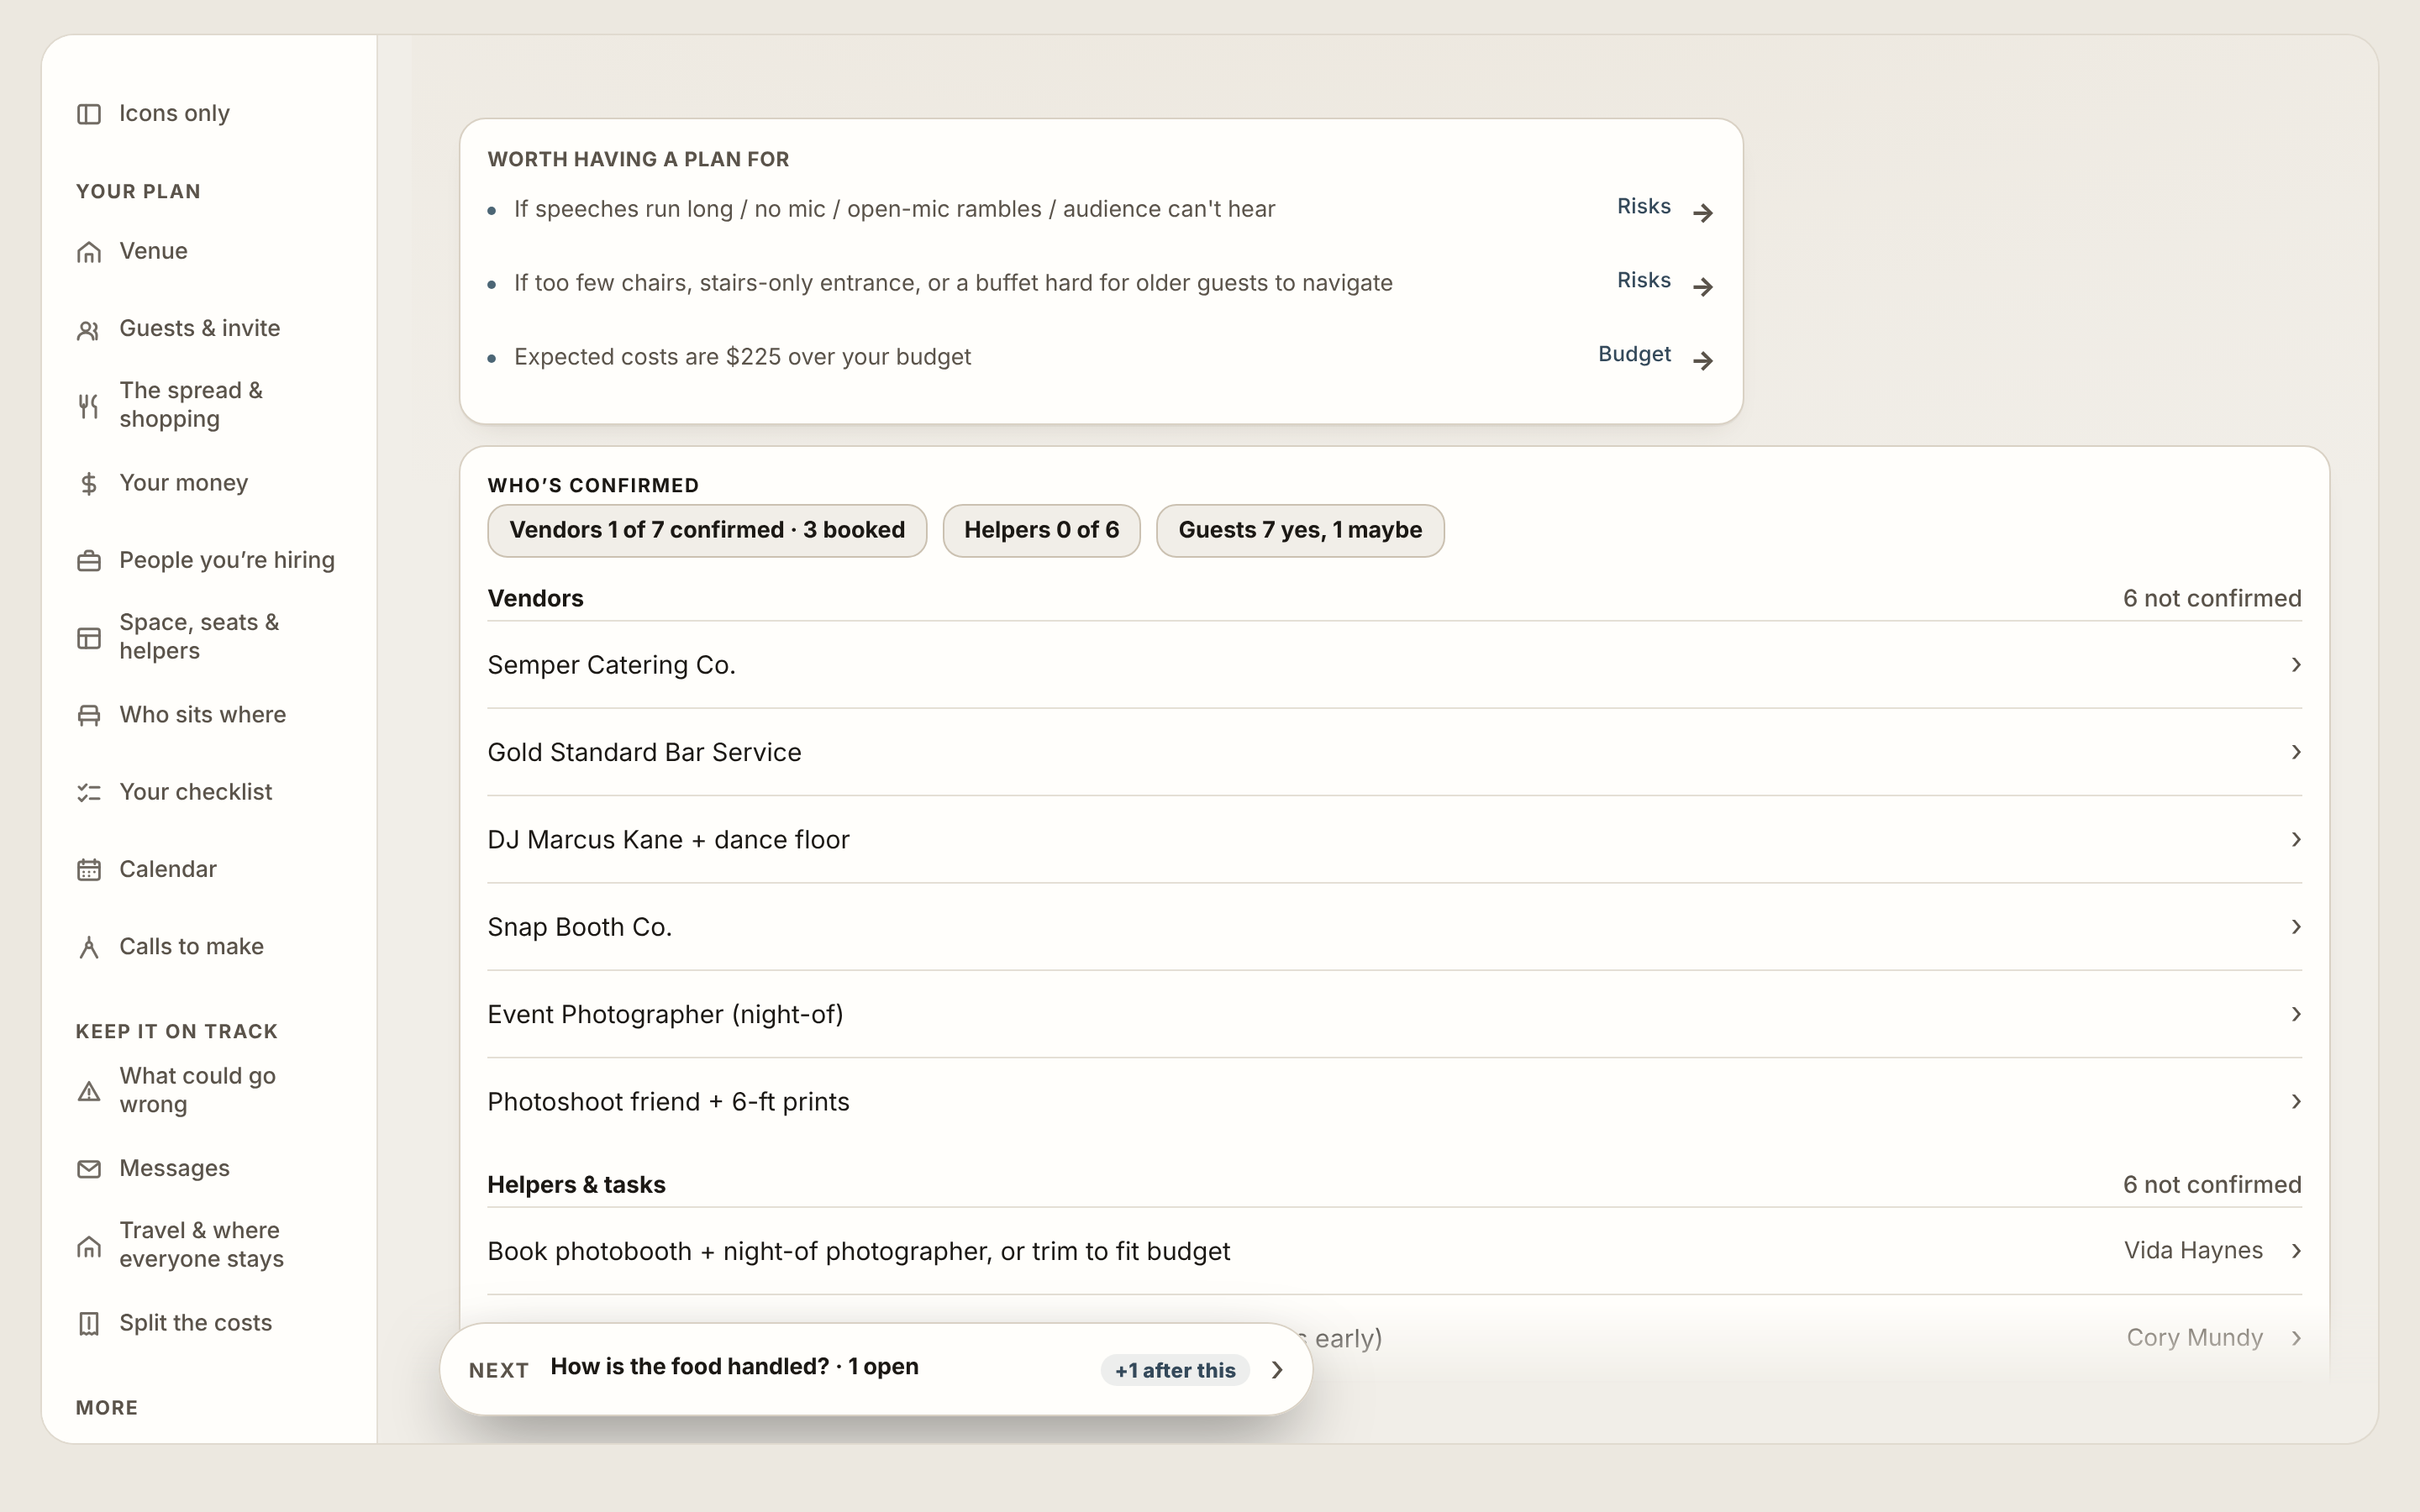 Icons only
YOUR PLAN
Venue
Guests & invite
The spread &
shopping
Your money
People you’re hiring
Space, seats &
helpers
Who sits where
Your checklist
Calendar
Calls to make
KEEP IT ON TRACK
What could go
wrong
Messages
Travel & where
everyone stays
Split the costs
MORE
WORTH HAVING A PLAN FOR
If speeches run long / no mic / open-mic rambles / audience can't hear Risks
If too few chairs, stairs-only entrance, or a buffet hard for older guests to navigate Risks
Expected costs are $225 over your budget Budget
WHO’S CONFIRMED
Vendors 1 of 7 confirmed · 3 booked Helpers 0 of 6 Guests 7 yes, 1 maybe
Vendors 6 not confirmed
Semper Catering Co.
Gold Standard Bar Service
DJ Marcus Kane + dance floor
Snap Booth Co.
Event Photographer (night-of)
Photoshoot friend + 6-ft prints
Helpers & tasks 6 not confirmed
Book photobooth + night-of photographer, or trim to fit budget Vida Haynes
early) Cory Mundy
NEXT How is the food handled? · 1 open +1 after this